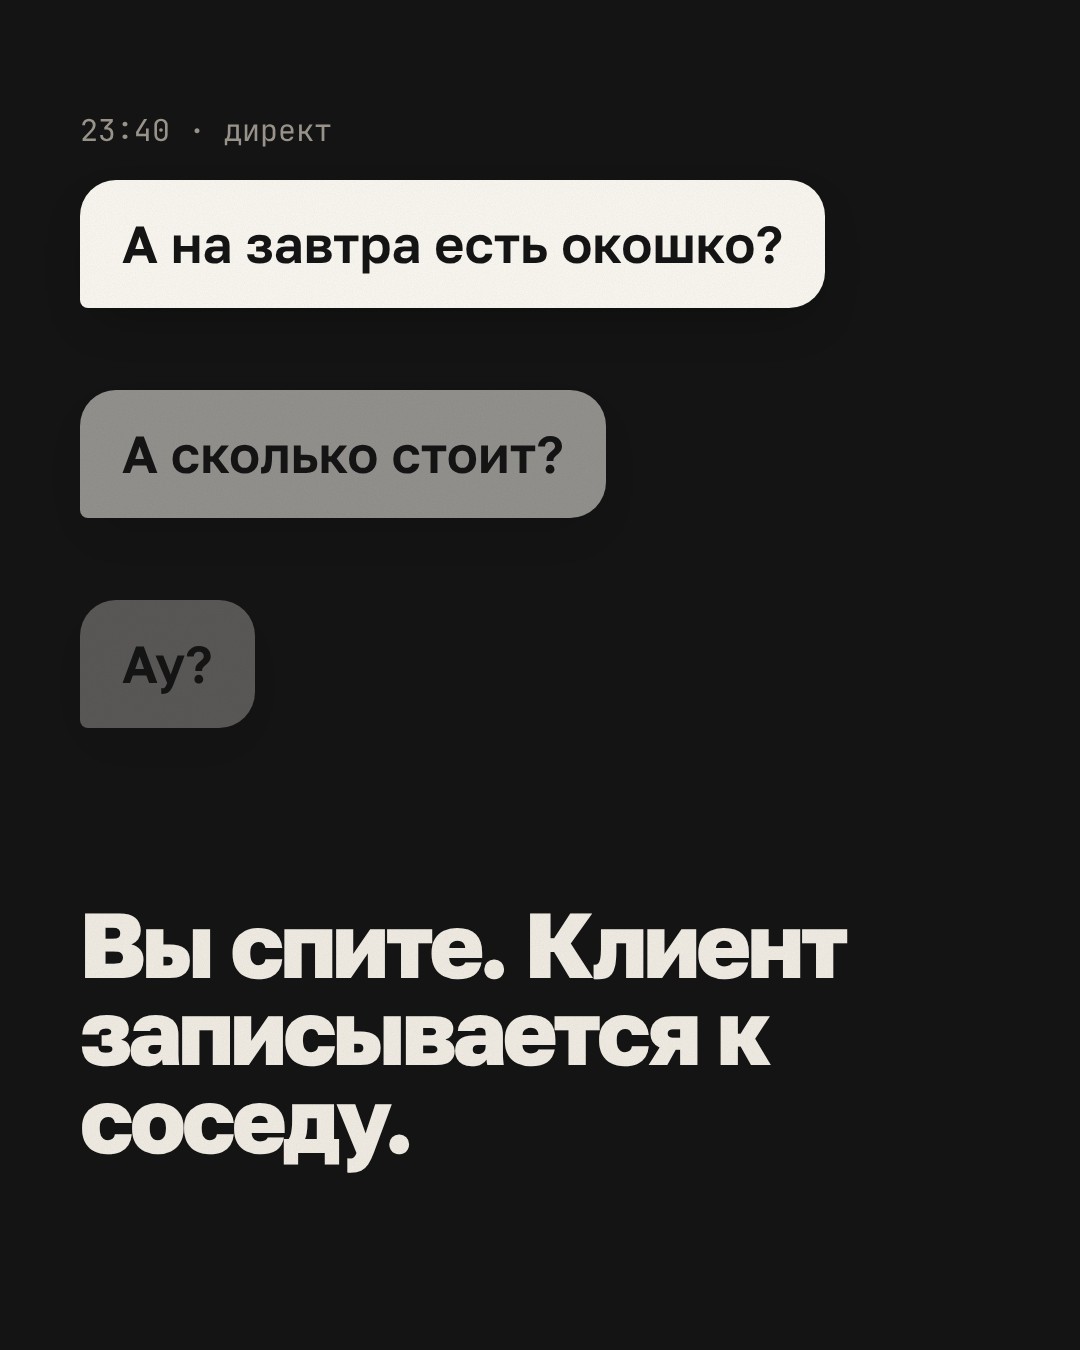 23:40 · директ
А на завтра есть окошко?
А сколько стоит?
Ау?
Вы спите. Клиент
записывается к
соседу.